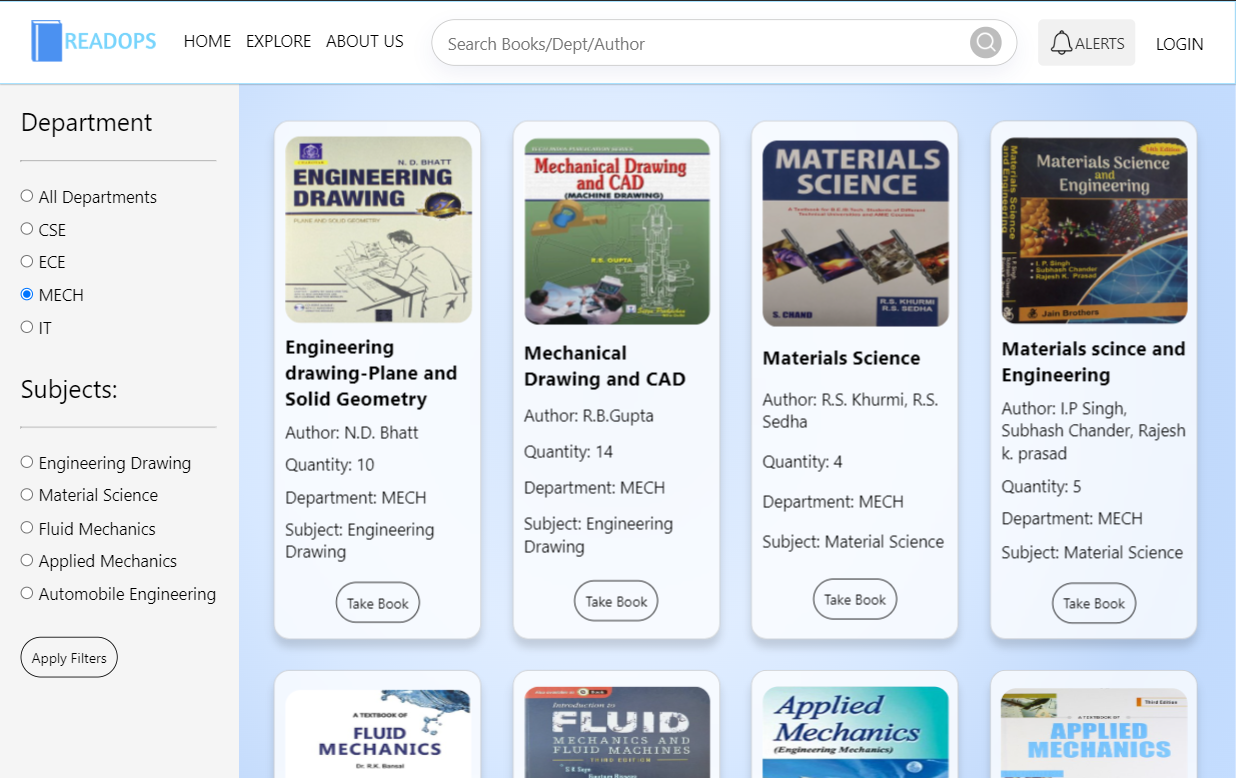 READOPS
HOME
EXPLORE
ABOUT US
Search Books/Dept/Author
ALERTS
LOGIN
Department
All Departments
CSE
ECE
MECH
IT
Subjects:
Engineering Drawing
Material Science
Fluid Mechanics
Applied Mechanics
Automobile Engineering
Apply Filters
N. D. BHATT
ENGINEERING
DRAWING
PLANE AND SOLID GEOMETRY
Engineering
drawing-Plane and
Solid Geometry
Author: N.D. Bhatt
Quantity: 10
Department: MECH
Subject: Engineering
Drawing
Take Book
Mechanical Drawing
and CAD
(MACHINE DRAWING)
R.B. GUPTA
Mechanical
Drawing and CAD
Author: R.B.Gupta
Quantity: 14
Department: MECH
Subject: Engineering
Drawing
Take Book
MATERIALS
SCIENCE
R.S. KHURMI
R.S. SEDHA
S. CHAND
Materials Science
Author: R.S. Khurmi, R.S.
Sedha
Quantity: 4
Department: MECH
Subject: Material Science
Take Book
Materials Science
and
Engineering
Materials Science
and Engineering
I. P. Singh
Subhash Chander
Rajesh K. Prasad
Jain Brothers
Materials scince and
Engineering
Author: I.P Singh,
Subhash Chander, Rajesh
k. prasad
Quantity: 5
Department: MECH
Subject: Material Science
Take Book
A TEXTBOOK OF
FLUID
MECHANICS
Dr. R.K. Bansal
Introduction to
FLUID
MECHANICS AND
FLUID MACHINES
THIRD EDITION
Applied
Mechanics
(Engineering Mechanics)
Third Edition
A TEXTBOOK OF
APPLIED
MECHANICS